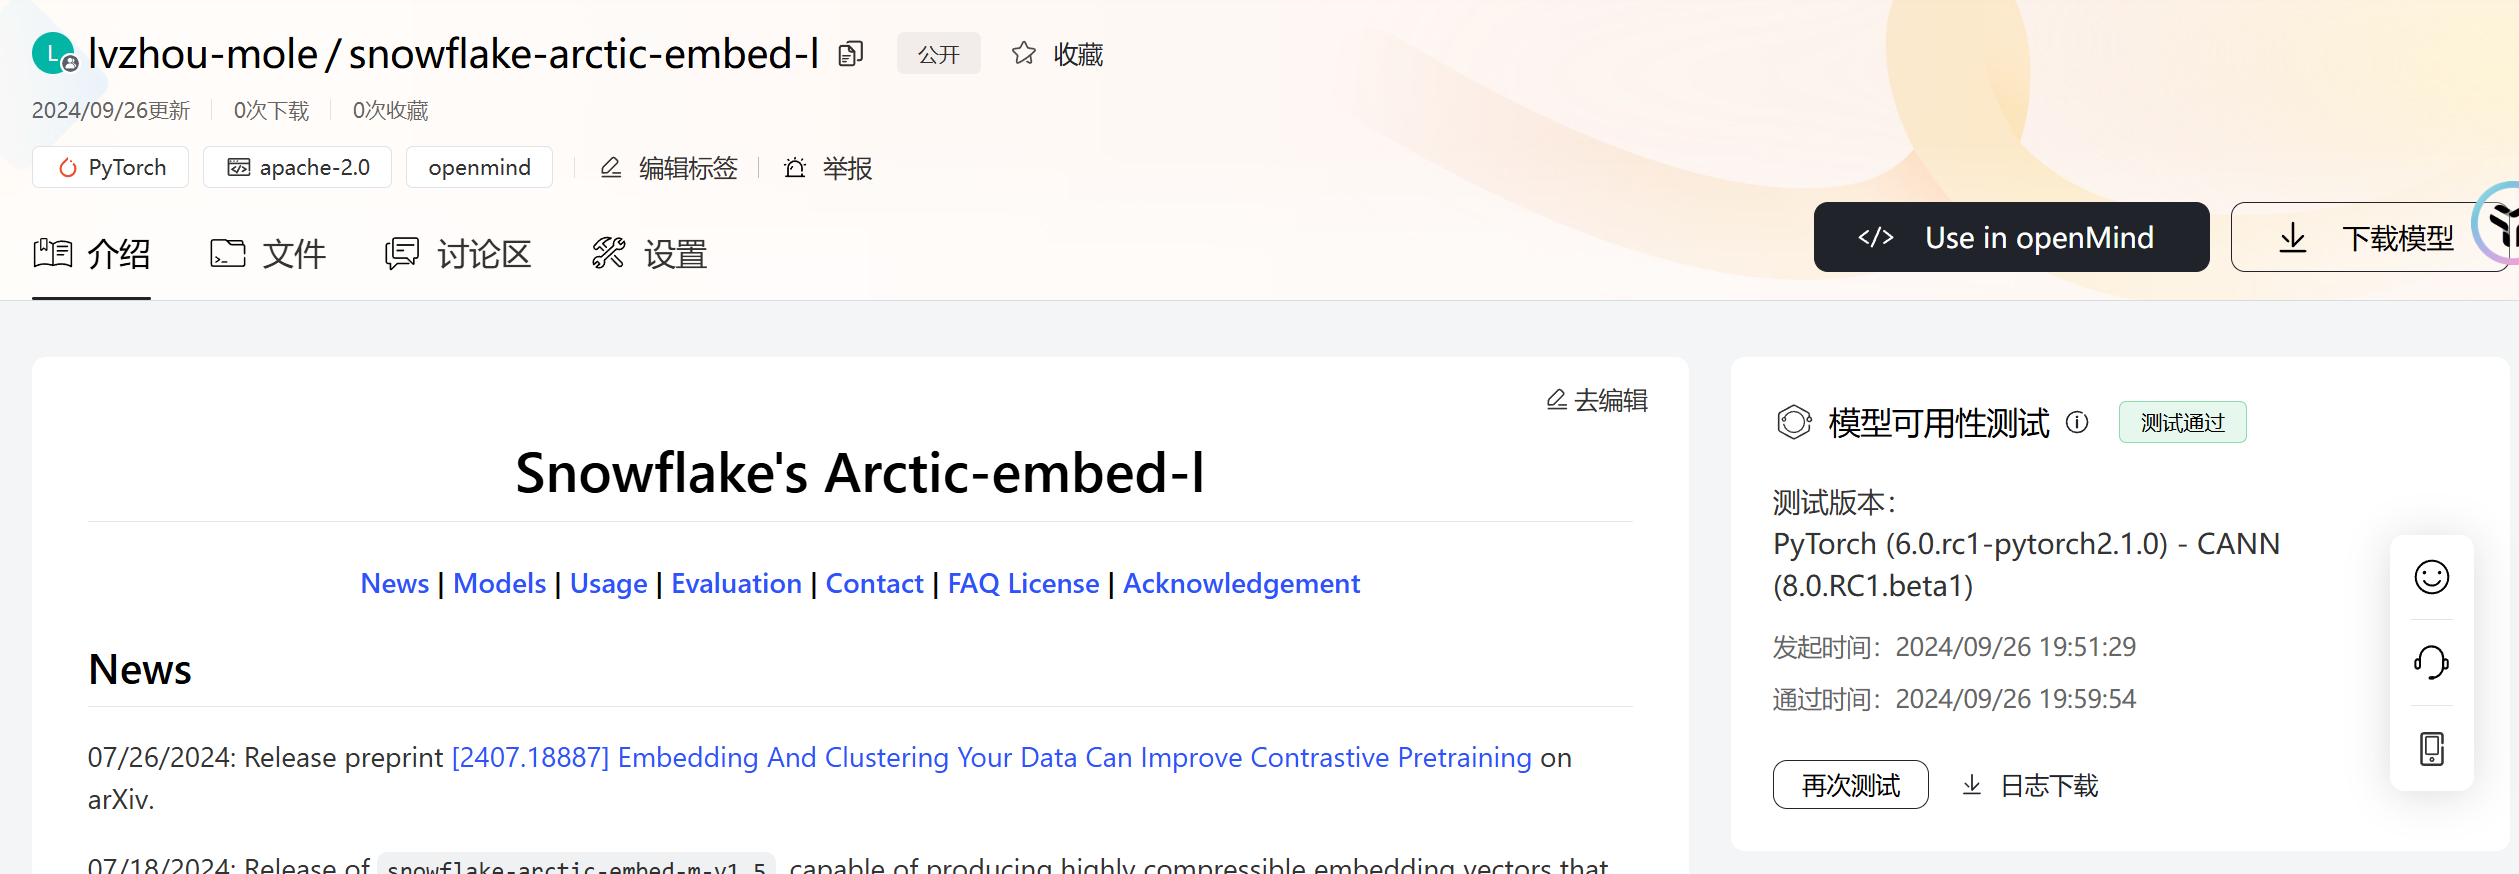 L lvzhou-mole / snowflake-arctic-embed-l 公开 收藏
2024/09/26更新 0次下载 0次收藏
PyTorch apache-2.0 openmind 编辑标签 举报
介绍 文件 讨论区 设置 </> Use in openMind 下载模型
去编辑
Snowflake's Arctic-embed-l
News | Models | Usage | Evaluation | Contact | FAQ License | Acknowledgement
News
07/26/2024: Release preprint [2407.18887] Embedding And Clustering Your Data Can Improve Contrastive Pretraining on
arXiv.
07/18/2024: Release of snowflake-arctic-embed-m-v1.5 capable of producing highly compressible embedding vectors that
模型可用性测试 测试通过
测试版本：
PyTorch (6.0.rc1-pytorch2.1.0) - CANN
(8.0.RC1.beta1)
发起时间：2024/09/26 19:51:29
通过时间：2024/09/26 19:59:54
再次测试 日志下载